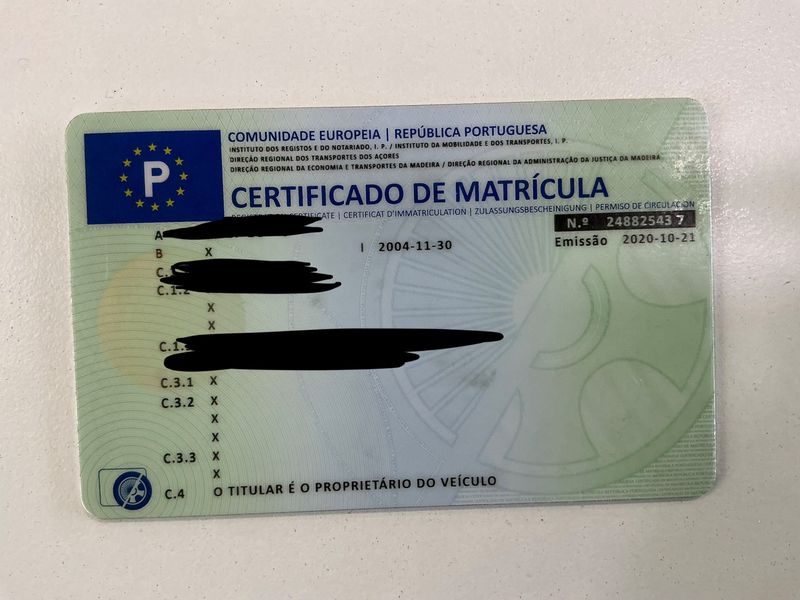 P
COMUNIDADE EUROPEIA | REPÚBLICA PORTUGUESA
INSTITUTO DOS REGISTOS E DO NOTARIADO, I. P. / INSTITUTO DA MOBILIDADE E DOS TRANSPORTES, I. P.
DIREÇÃO REGIONAL DOS TRANSPORTES DOS AÇORES
DIREÇÃO REGIONAL DA ECONOMIA E TRANSPORTES DA MADEIRA / DIREÇÃO REGIONAL DA ADMINISTRAÇÃO DA JUSTIÇA DA MADEIRA
CERTIFICADO DE MATRÍCULA
CERTIFICATE | CERTIFICAT D'IMMATRICULATION | ZULASSUNGSBESCHEINIGUNG | PERMISO DE CIRCULACIÓN
N.º 24882543 7
A
Emissão 2020-10-21
B X I 2004-11-30
C.1.2
X
X
C.3.1 X
C.3.2 X
X
X
X
C.3.3 X
X
C.4 O TITULAR É O PROPRIETÁRIO DO VEÍCULO